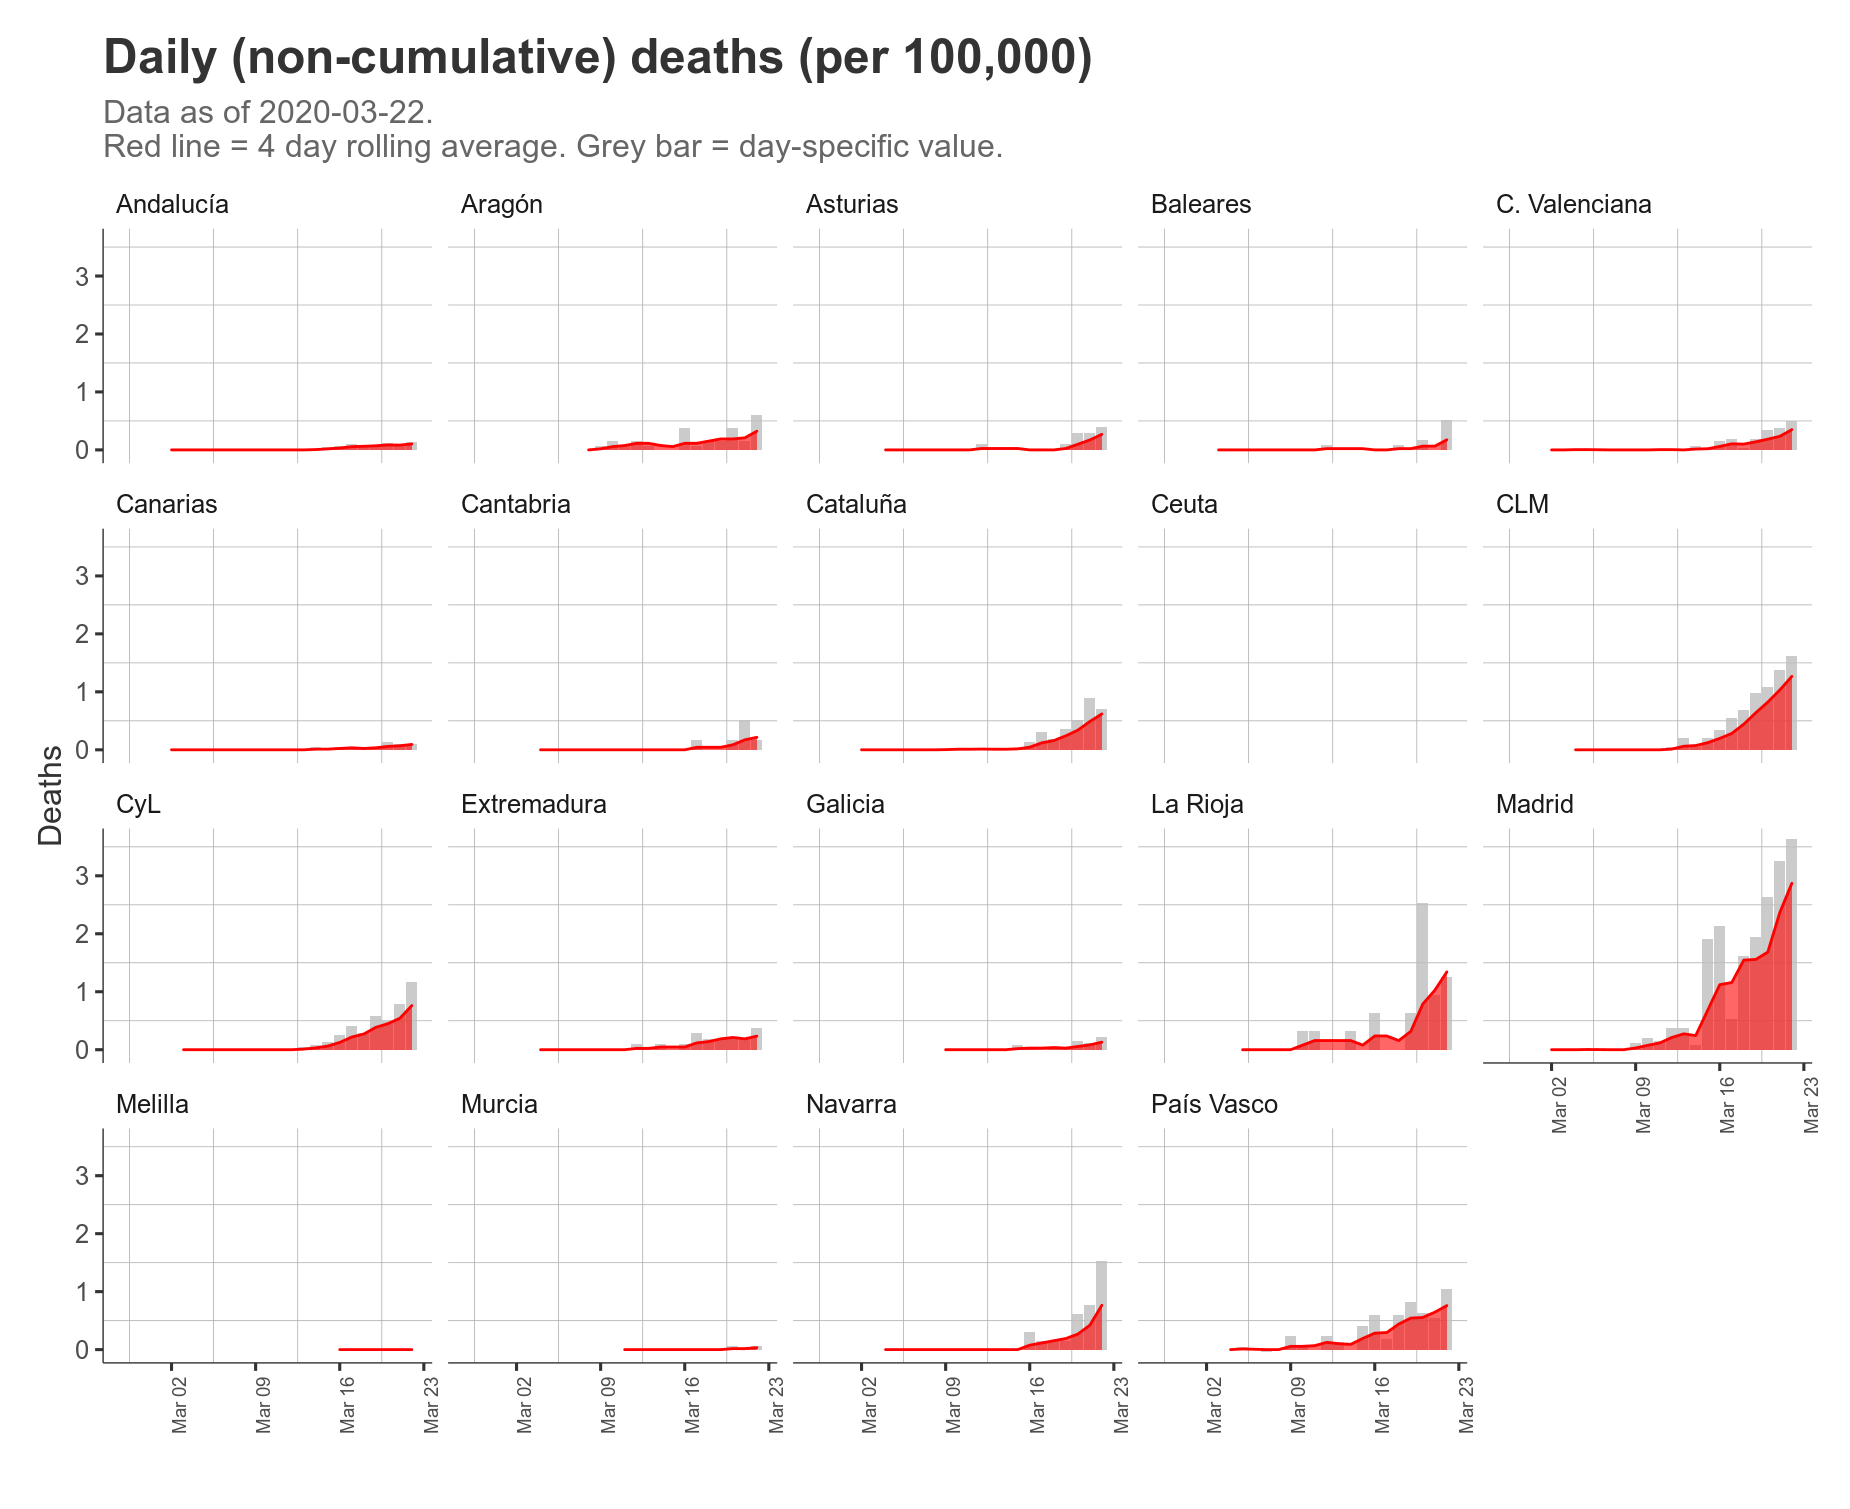 Daily (non-cumulative) deaths (per 100,000)
Data as of 2020-03-22.
Red line = 4 day rolling average. Grey bar = day-specific value.
Andalucía
Aragón
Asturias
Baleares
C. Valenciana
3
2
1
0
Canarias
Cantabria
Cataluña
Ceuta
CLM
3
2
1
0
Deaths
CyL
Extremadura
Galicia
La Rioja
Madrid
3
2
1
0
Mar 02
Mar 09
Mar 16
Mar 23
Melilla
Murcia
Navarra
País Vasco
3
2
1
0
Mar 02
Mar 09
Mar 16
Mar 23
Mar 02
Mar 09
Mar 16
Mar 23
Mar 02
Mar 09
Mar 16
Mar 23
Mar 02
Mar 09
Mar 16
Mar 23